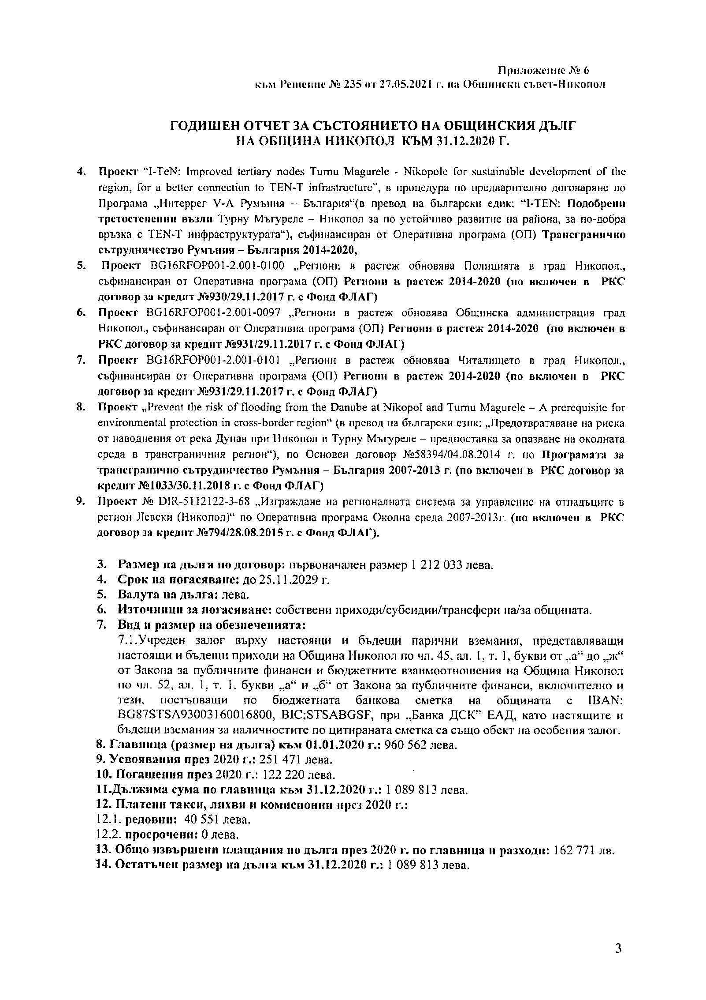 Приложение № 6
към Решение № 235 от 27.05.2021 г. на Общински съвет-Никопол
ГОДИШЕН ОТЧЕТ ЗА СЪСТОЯНИЕТО НА ОБЩИНСКИЯ ДЪЛГ
НА ОБЩИНА НИКОПОЛ КЪМ 31.12.2020 Г.
4. Проект “I-TeN: Improved tertiary nodes Turnu Magurele - Nikopole for sustainable development of the
region, for a better connection to TEN-T infrastructure”, в процедура по предварително договаряне по
Програма „Интеррег V-A Румъния – България“(в превод на български едик: “I-TEN: Подобрени
третостепенни възли Турну Мъгуреле – Никопол за по устойчиво развитие на района, за по-добра
връзка с TEN-T инфраструктурата“), съфинансиран от Оперативна програма (ОП) Трансгранично
сътрудничество Румъния – България 2014-2020,
5. Проект BG16RFOP001-2.001-0100 „Региони в растеж обновява Полицията в град Никопол.,
съфинансиран от Оперативна програма (ОП) Региони в растеж 2014-2020 (по включен в РКС
договор за кредит №930/29.11.2017 г. с Фонд ФЛАГ)
6. Проект BG16RFOP001-2.001-0097 „Региони в растеж обновява Общинска администрация град
Никопол., съфинансиран от Оперативна програма (ОП) Региони в растеж 2014-2020 (по включен в
РКС договор за кредит №931/29.11.2017 г. с Фонд ФЛАГ)
7. Проект BG16RFOP001-2.001-0101 „Региони в растеж обновява Читалището в град Никопол.,
съфинансиран от Оперативна програма (ОП) Региони в растеж 2014-2020 (по включен в РКС
договор за кредит №931/29.11.2017 г. с Фонд ФЛАГ)
8. Проект „Prevent the risk of flooding from the Danube at Nikopol and Turnu Magurele – A prerequisite for
environmental protection in cross-border region“ (в превод на български език: „Предотвратяване на риска
от наводнения от река Дунав при Никопол и Турну Мъгуреле – предпоставка за опазване на околната
среда в трансграничния регион“), по Основен договор №58394/04.08.2014 г. по Програмата за
трансгранично сътрудничество Румъния – България 2007-2013 г. (по включен в РКС договор за
кредит №1033/30.11.2018 г. с Фонд ФЛАГ)
9. Проект № DIR-5112122-3-68 „Изграждане на регионалната система за управление на отпадъците в
регион Левски (Никопол)“ по Оперативна програма Околна среда 2007-2013г. (по включен в РКС
договор за кредит №794/28.08.2015 г. с Фонд ФЛАГ).
3. Размер на дълга по договор: първоначален размер 1 212 033 лева.
4. Срок на погасяване: до 25.11.2029 г.
5. Валута на дълга: лева.
6. Източници за погасяване: собствени приходи/субсидии/трансфери на/за общината.
7. Вид и размер на обезпеченията:
7.1.Учреден залог върху настоящи и бъдещи парични вземания, представляващи
настоящи и бъдещи приходи на Община Никопол по чл. 45, ал. 1, т. 1, букви от „а“ до „ж“
от Закона за публичните финанси и бюджетните взаимоотношения на Община Никопол
по чл. 52, ал. 1, т. 1, букви „а“ и „б“ от Закона за публичните финанси, включително и
тези, постъпващи по бюджетната банкова сметка на общината с IBAN:
BG87STSA93003160016800, BIC;STSABGSF, при „Банка ДСК” ЕАД, като настящите и
бъдещи вземания за наличностите по цитираната сметка са също обект на особения залог.
8. Главница (размер на дълга) към 01.01.2020 г.: 960 562 лева.
9. Усвоявания през 2020 г.: 251 471 лева.
10. Погашения през 2020 г.: 122 220 лева.
11.Дължима сума по главница към 31.12.2020 г.: 1 089 813 лева.
12. Платени такси, лихви и комисионни през 2020 г.:
12.1. редовни: 40 551 лева.
12.2. просрочени: 0 лева.
13. Общо извършени плащания по дълга през 2020 г. по главница и разходи: 162 771 лв.
14. Остатъчен размер на дълга към 31.12.2020 г.: 1 089 813 лева.
3